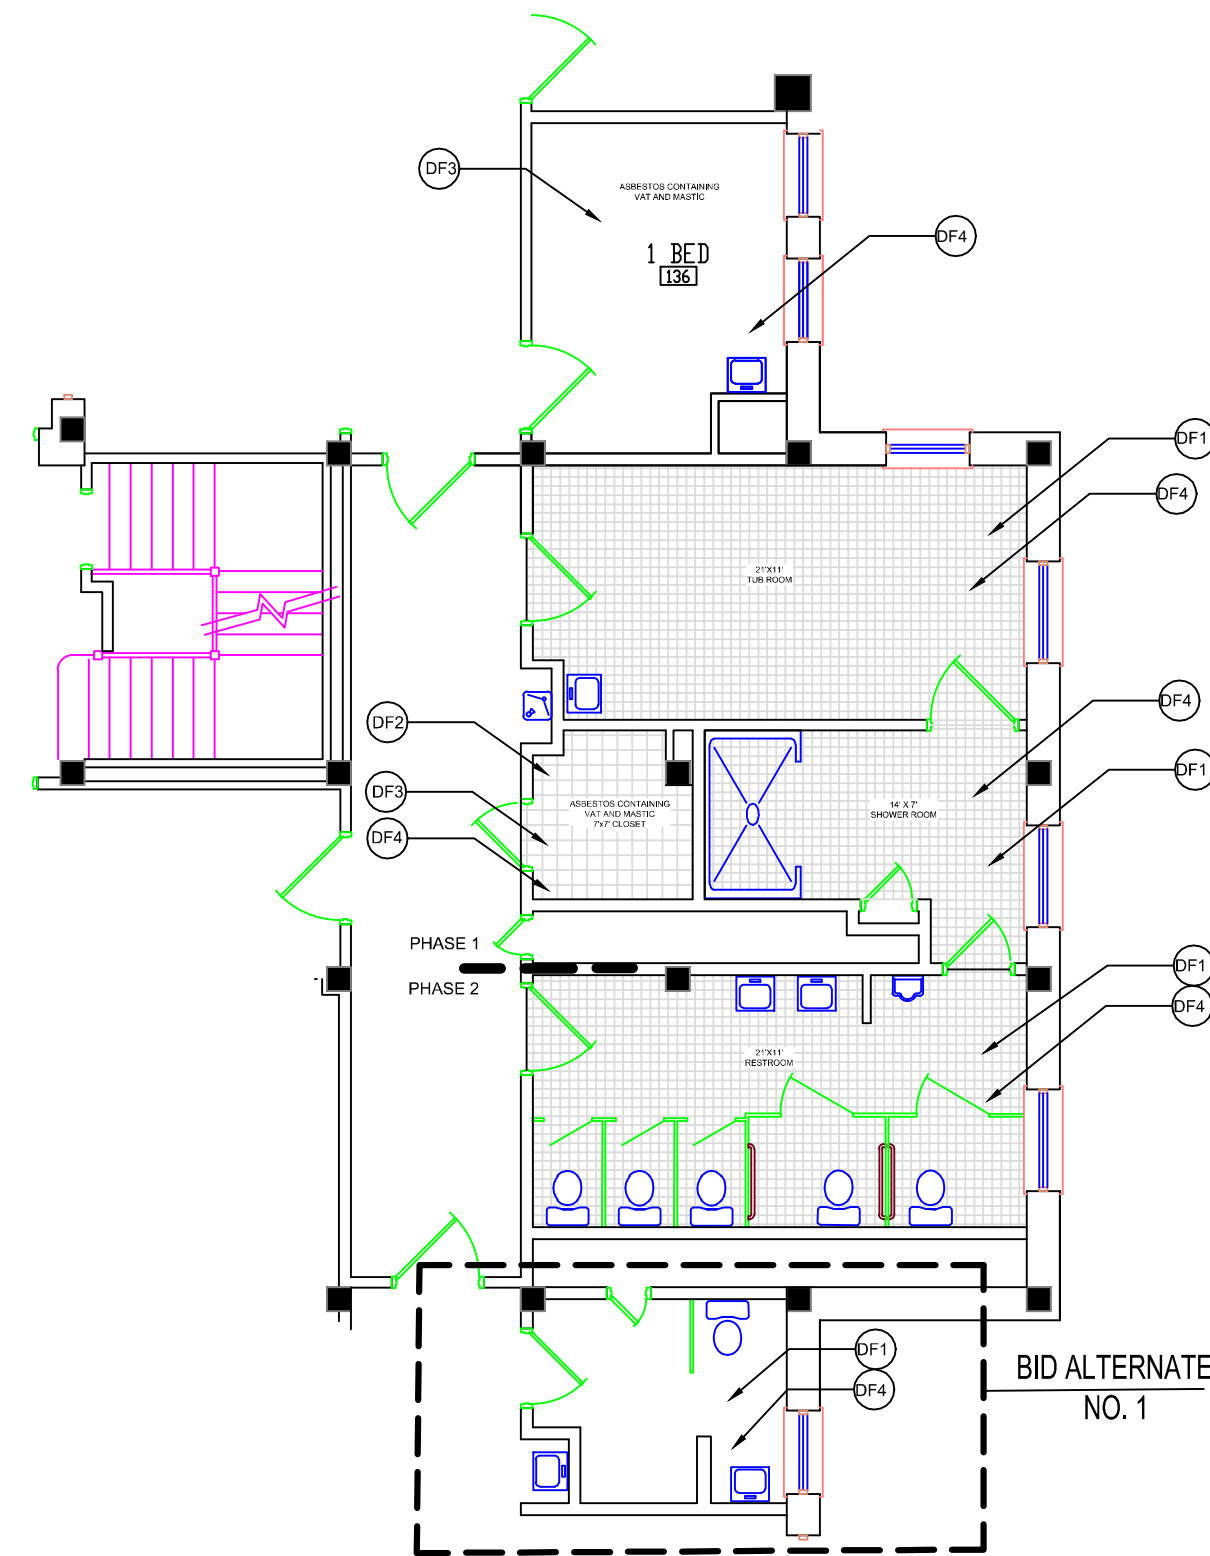 DF3
ASBESTOS CONTAINING
VAT AND MASTIC
1 BED
136
DF4
DF1
DF4
21'X11'
TUB ROOM
DF2
DF3
DF4
ASBESTOS CONTAINING
VAT AND MASTIC
7'x7' CLOSET
14' X 7'
SHOWER ROOM
DF4
DF1
PHASE 1
PHASE 2
21'X11'
RESTROOM
DF1
DF4
DF1
DF4
BID ALTERNATE
NO. 1